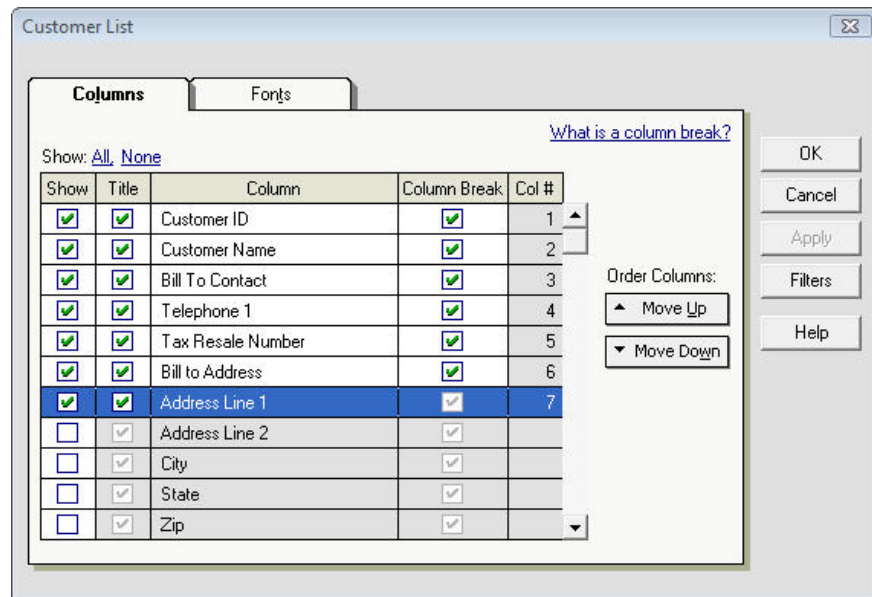 Customer List
Columns Fonts
What is a column break?
Show: All, None
Show Title Column Column Break Col #
Customer ID 1
Customer Name 2
Bill To Contact 3
Telephone 1 4
Tax Resale Number 5
Bill to Address 6
Address Line 1 7
Address Line 2
City
State
Zip
Order Columns:
Move Up
Move Down
OK
Cancel
Apply
Filters
Help